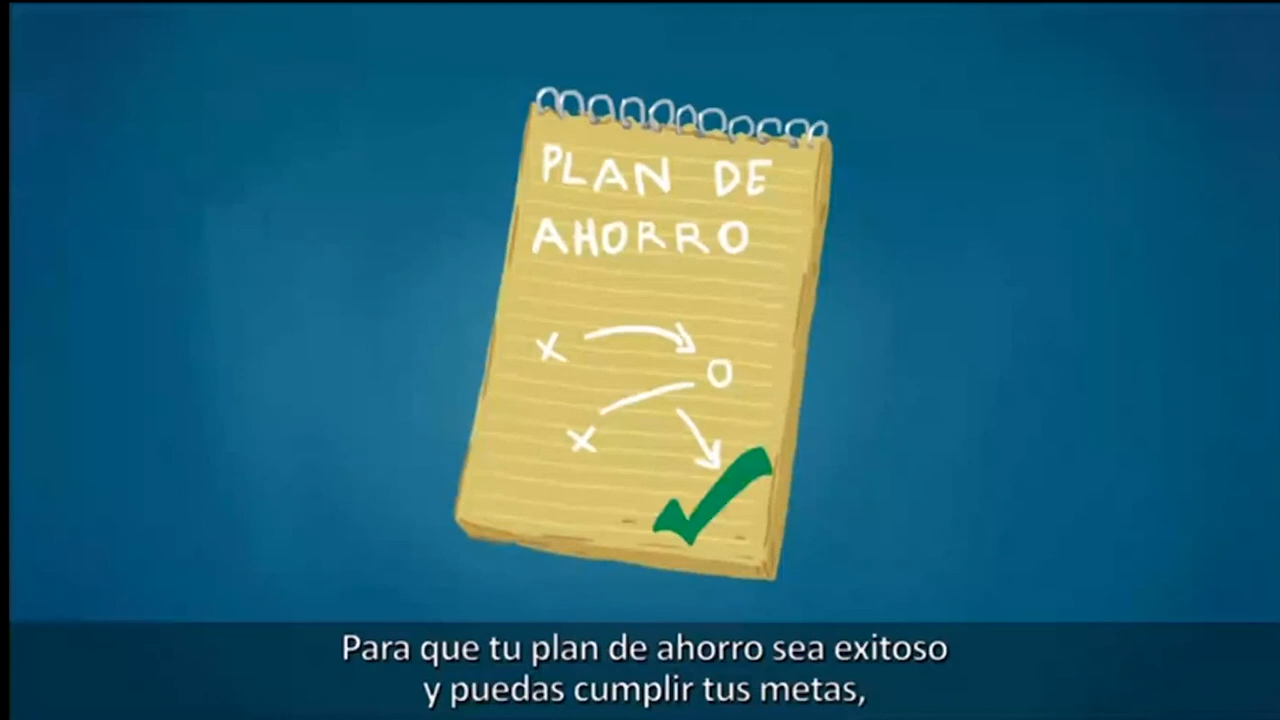 PLAN DE
AHORRO
X
O
X
Para que tu plan de ahorro sea exitoso
y puedas cumplir tus metas,